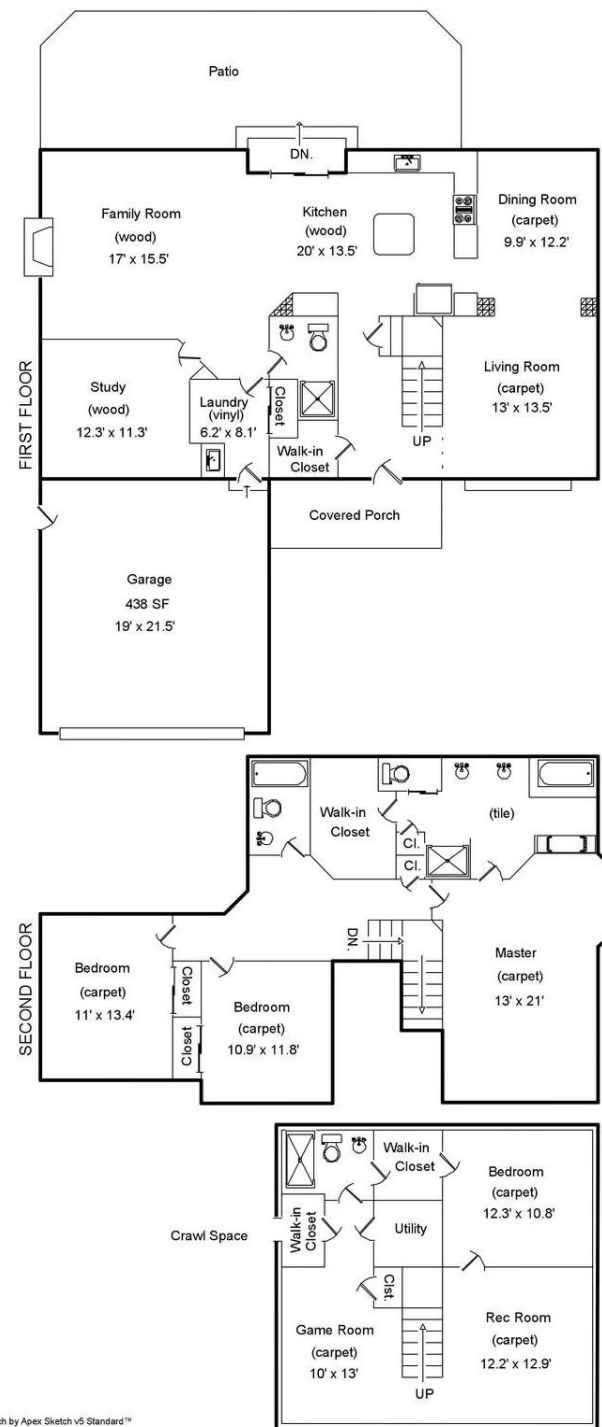 Patio
DN.
Family Room
(wood)
17' x 15.5'
Kitchen
(wood)
20' x 13.5'
Dining Room
(carpet)
9.9' x 12.2'
FIRST FLOOR
Study
(wood)
12.3' x 11.3'
Laundry
(vinyl)
6.2' x 8.1'
Closet
Walk-in
Closet
UP
Living Room
(carpet)
13' x 13.5'
Covered Porch
Garage
438 SF
19' x 21.5'
SECOND FLOOR
Walk-in
Closet
Cl.
Cl.
(tile)
DN.
Bedroom
(carpet)
11' x 13.4'
Closet
Closet
Bedroom
(carpet)
10.9' x 11.8'
Master
(carpet)
13' x 21'
Walk-in
Closet
Bedroom
(carpet)
12.3' x 10.8'
Crawl Space
Walk-in
Closet
Utility
Clst.
Game Room
(carpet)
10' x 13'
UP
Rec Room
(carpet)
12.2' x 12.9'
by Apex Sketch v5 Standard™